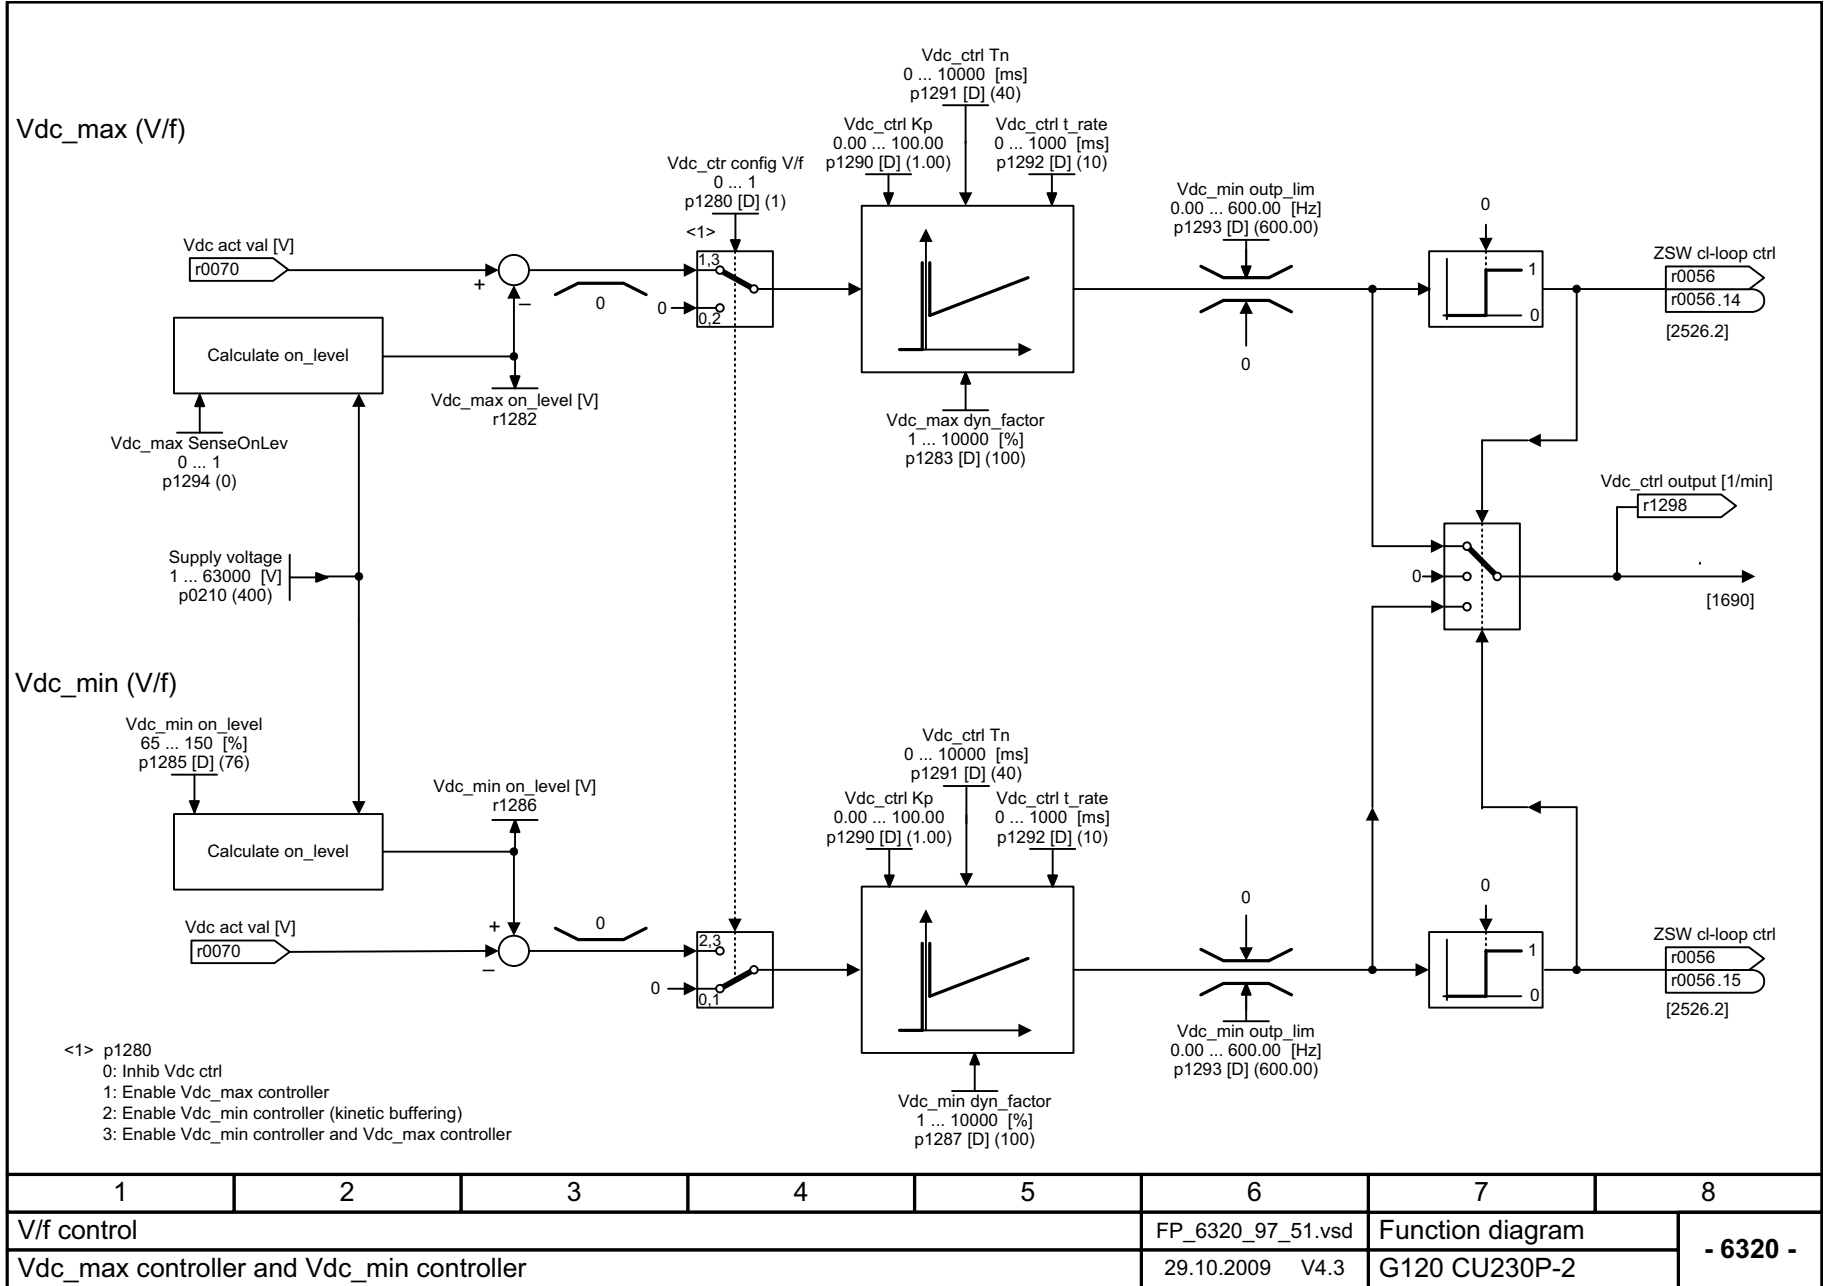 Vdc_max (V/f)
Vdc_ctrl Tn
0 ... 10000 [ms]
p1291 [D] (40)
Vdc_ctrl Kp
0.00 ... 100.00
p1290 [D] (1.00)
Vdc_ctrl t_rate
0 ... 1000 [ms]
p1292 [D] (10)
Vdc_ctr config V/f
0 ... 1
p1280 [D] (1)
<1>
Vdc_min outp_lim
0.00 ... 600.00 [Hz]
p1293 [D] (600.00)
0
Vdc act val [V]
r0070
+
–
0
1,3
0
0,2
0
1
0
ZSW cl-loop ctrl
r0056
r0056.14
[2526.2]
Calculate on_level
Vdc_max on_level [V]
r1282
Vdc_max SenseOnLev
0 ... 1
p1294 (0)
Vdc_max dyn_factor
1 ... 10000 [%]
p1283 [D] (100)
Vdc_ctrl output [1/min]
r1298
Supply voltage
1 ... 63000 [V]
p0210 (400)
0
[1690]
Vdc_min (V/f)
Vdc_min on_level
65 ... 150 [%]
p1285 [D] (76)
Vdc_min on_level [V]
r1286
Calculate on_level
Vdc_ctrl Tn
0 ... 10000 [ms]
p1291 [D] (40)
Vdc_ctrl Kp
0.00 ... 100.00
p1290 [D] (1.00)
Vdc_ctrl t_rate
0 ... 1000 [ms]
p1292 [D] (10)
Vdc act val [V]
r0070
+
–
0
2,3
0
0,1
0
0
1
0
ZSW cl-loop ctrl
r0056
r0056.15
[2526.2]
Vdc_min outp_lim
0.00 ... 600.00 [Hz]
p1293 [D] (600.00)
Vdc_min dyn_factor
1 ... 10000 [%]
p1287 [D] (100)
<1> p1280
0: Inhib Vdc ctrl
1: Enable Vdc_max controller
2: Enable Vdc_min controller (kinetic buffering)
3: Enable Vdc_min controller and Vdc_max controller
1 2 3 4 5 6 7 8
V/f control
FP_6320_97_51.vsd
Function diagram
- 6320 -
Vdc_max controller and Vdc_min controller
29.10.2009 V4.3
G120 CU230P-2